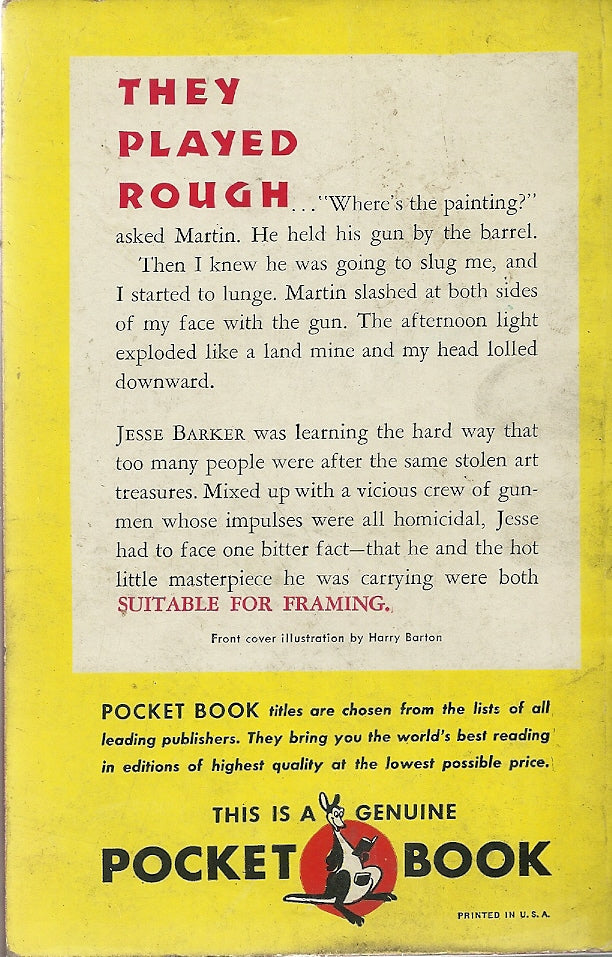 THEY
PLAYED
ROUGH... "Where's the painting?"
asked Martin. He held his gun by the barrel.
Then I knew he was going to slug me, and
I started to lunge. Martin slashed at both sides
of my face with the gun. The afternoon light
exploded like a land mine and my head lolled
downward.
JESSE BARKER was learning the hard way that
too many people were after the same stolen art
treasures. Mixed up with a vicious crew of gun-
men whose impulses were all homicidal, Jesse
had to face one bitter fact—that he and the hot
little masterpiece he was carrying were both
SUITABLE FOR FRAMING.
Front cover illustration by Harry Barton
POCKET BOOK titles are chosen from the lists of all
leading publishers. They bring you the world's best reading
in editions of highest quality at the lowest possible price.
THIS IS A GENUINE
POCKET BOOK
PRINTED IN U.S.A.